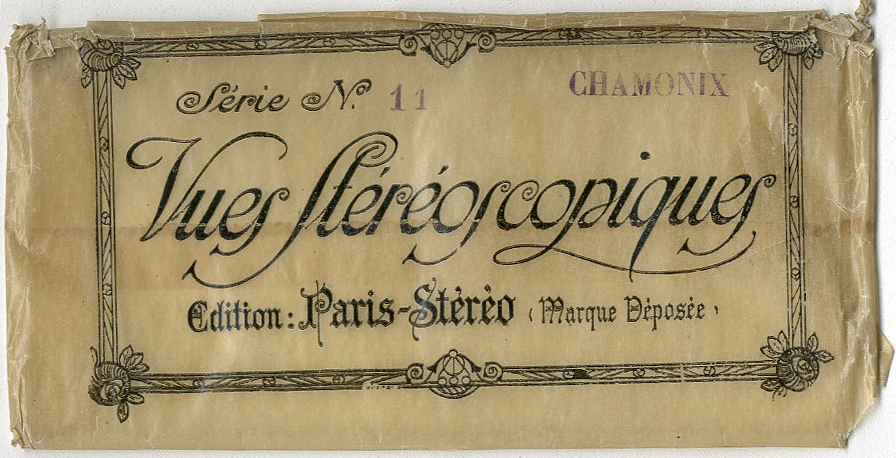 Série N. 11
CHAMONIX
Vues Stéréoscopiques
Edition: Paris-Stéréo (Marque Déposée)